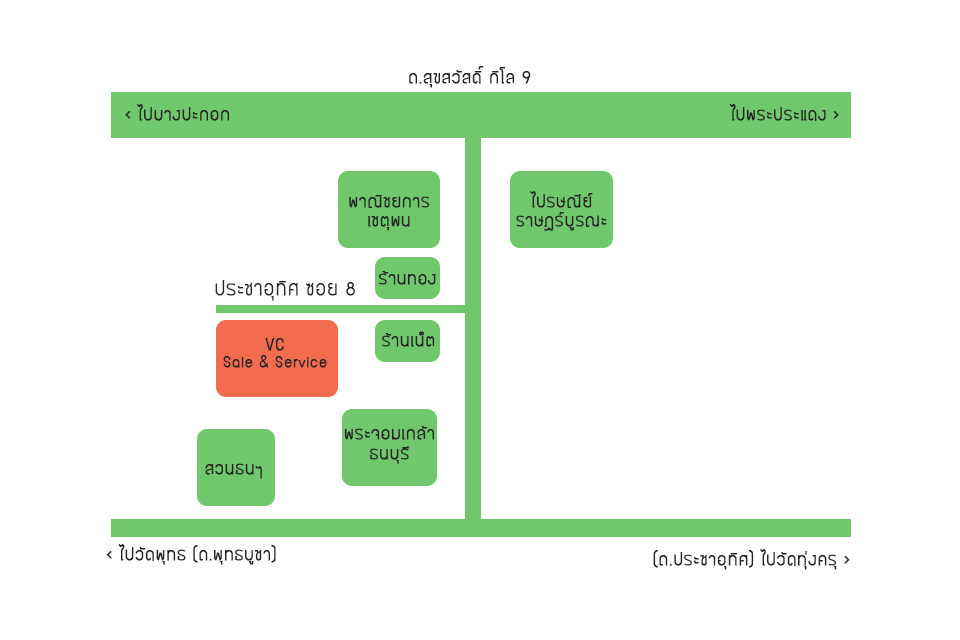 ถ.สุขสวัสดิ์ กิโล 9
< ไปบางปะกอก
ไปพระประแดง >
พาณิชยการ
เชตุพน
ไปรษณีย์
ราษฏร์บูรณะ
ร้านทอง
ประชาอุทิศ ซอย 8
VC
Sale & Service
ร้านเน็ต
พระจอมเกล้า
ธนบุรี
สวนธนฯ
< ไปวัดพุทธ (ถ.พุทธบูชา)
(ถ.ประชาอุทิศ) ไปวัดทุ่งครุ >